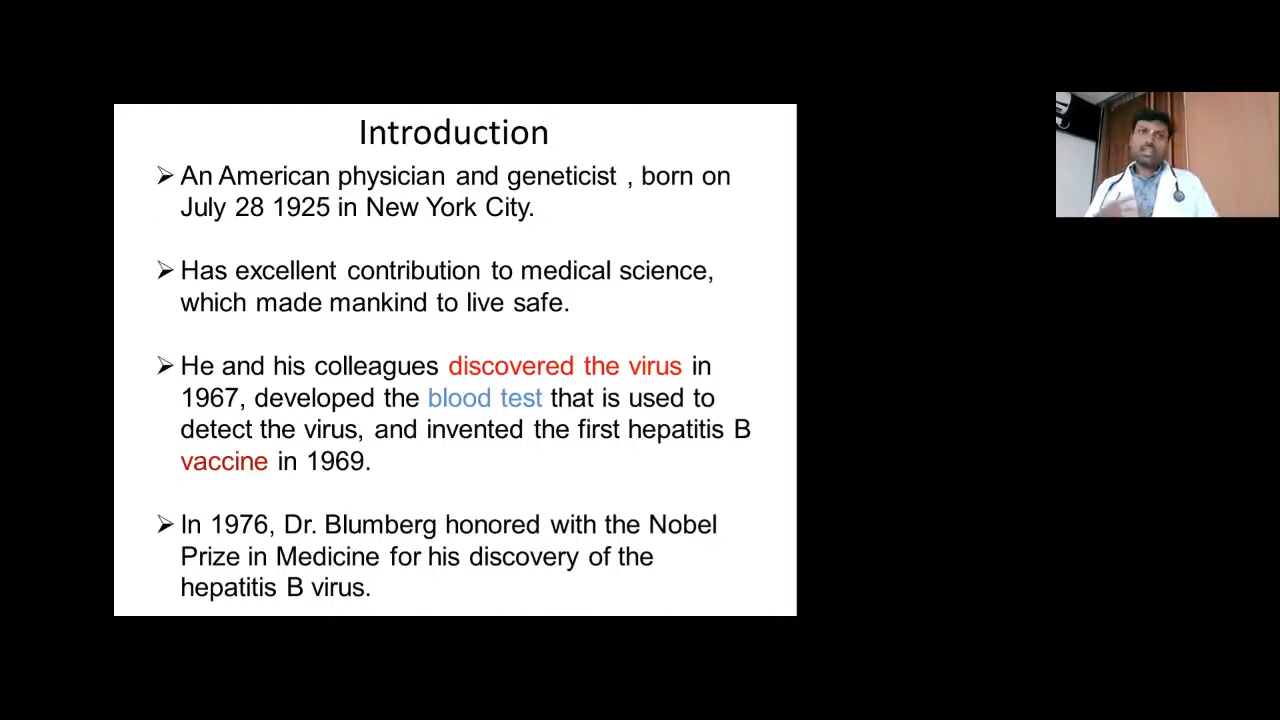 Introduction
➢ An American physician and geneticist , born on
July 28 1925 in New York City.
➢ Has excellent contribution to medical science,
which made mankind to live safe.
➢ He and his colleagues discovered the virus in
1967, developed the blood test that is used to
detect the virus, and invented the first hepatitis B
vaccine in 1969.
➢ In 1976, Dr. Blumberg honored with the Nobel
Prize in Medicine for his discovery of the
hepatitis B virus.